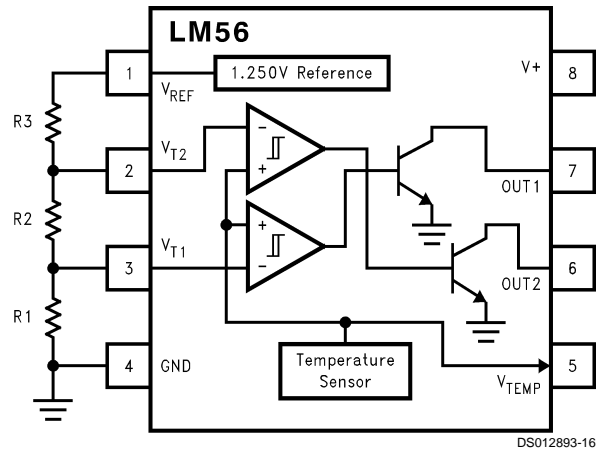 LM56
1 1.250V Reference V+ 8
VREF
R3
VT2
2 7
OUT1
R2
VT1
3 6
OUT2
R1
4 GND Temperature Sensor 5
VTEMP
DS012893-16